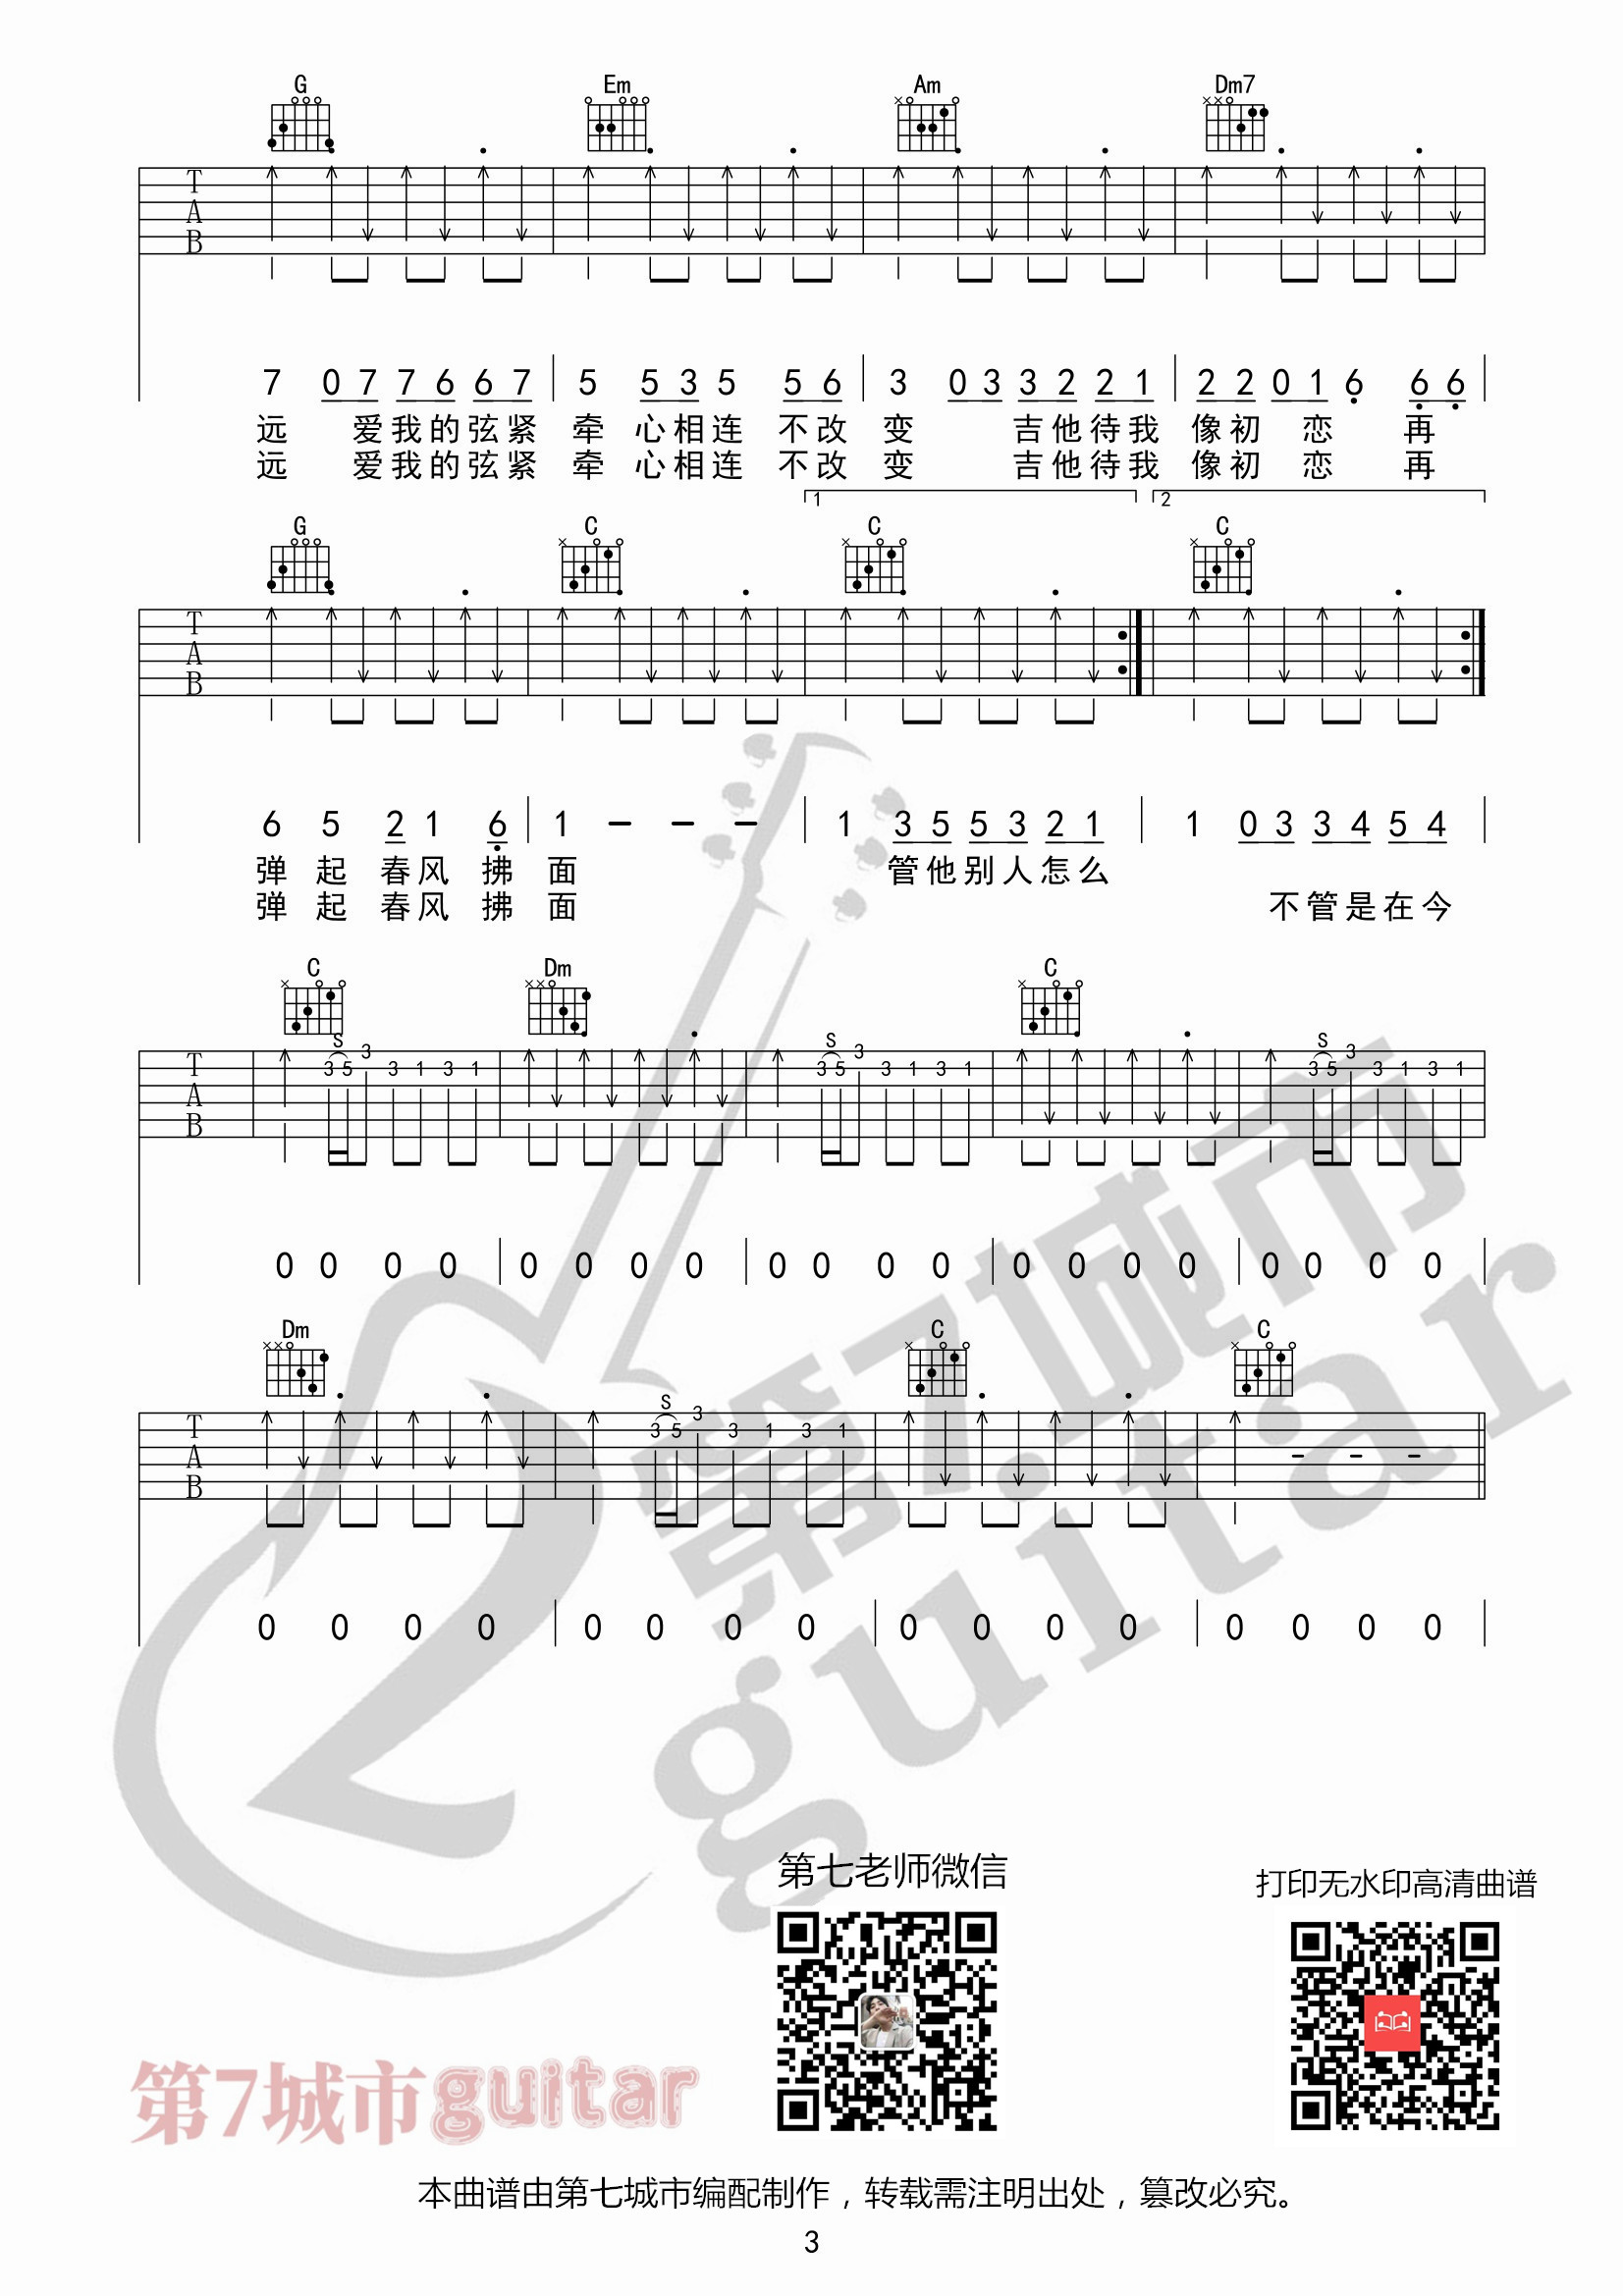 G Em Am Dm7
T
A
B
7 0 7 7 6 6 7 5 5 3 5 5 6 3 0 3 3 2 2 1 2 2 0 1 6 6 6
远 爱我的弦紧 牵 心相连 不改 变 吉他待我 像初 恋 再
远 爱我的弦紧 牵 心相连 不改 变 吉他待我 像初 恋 再
1 2
G C C C
T
A
B
6 5 2 1 6 1 - - - 1 3 5 5 3 2 1 1 0 3 3 4 5 4
弹 起 春风 拂 面 管他别人怎么
弹 起 春风 拂 面 不管是在今
C Dm C
S S S
T
A
B
3 5 3 3 1 3 1 3 5 3 3 1 3 1 3 5 3 3 1 3 1
0 0 0 0 0 0 0 0 0 0 0 0 0 0 0 0 0 0 0 0
Dm C C
S
T
A
B
3 5 3 3 1 3 1 - - -
0 0 0 0 0 0 0 0 0 0 0 0 0 0 0 0
第7城市
guitar
第七老师微信
打印无水印高清曲谱
第7城市guitar
本曲谱由第七城市编配制作，转载需注明出处，篡改必究。
3